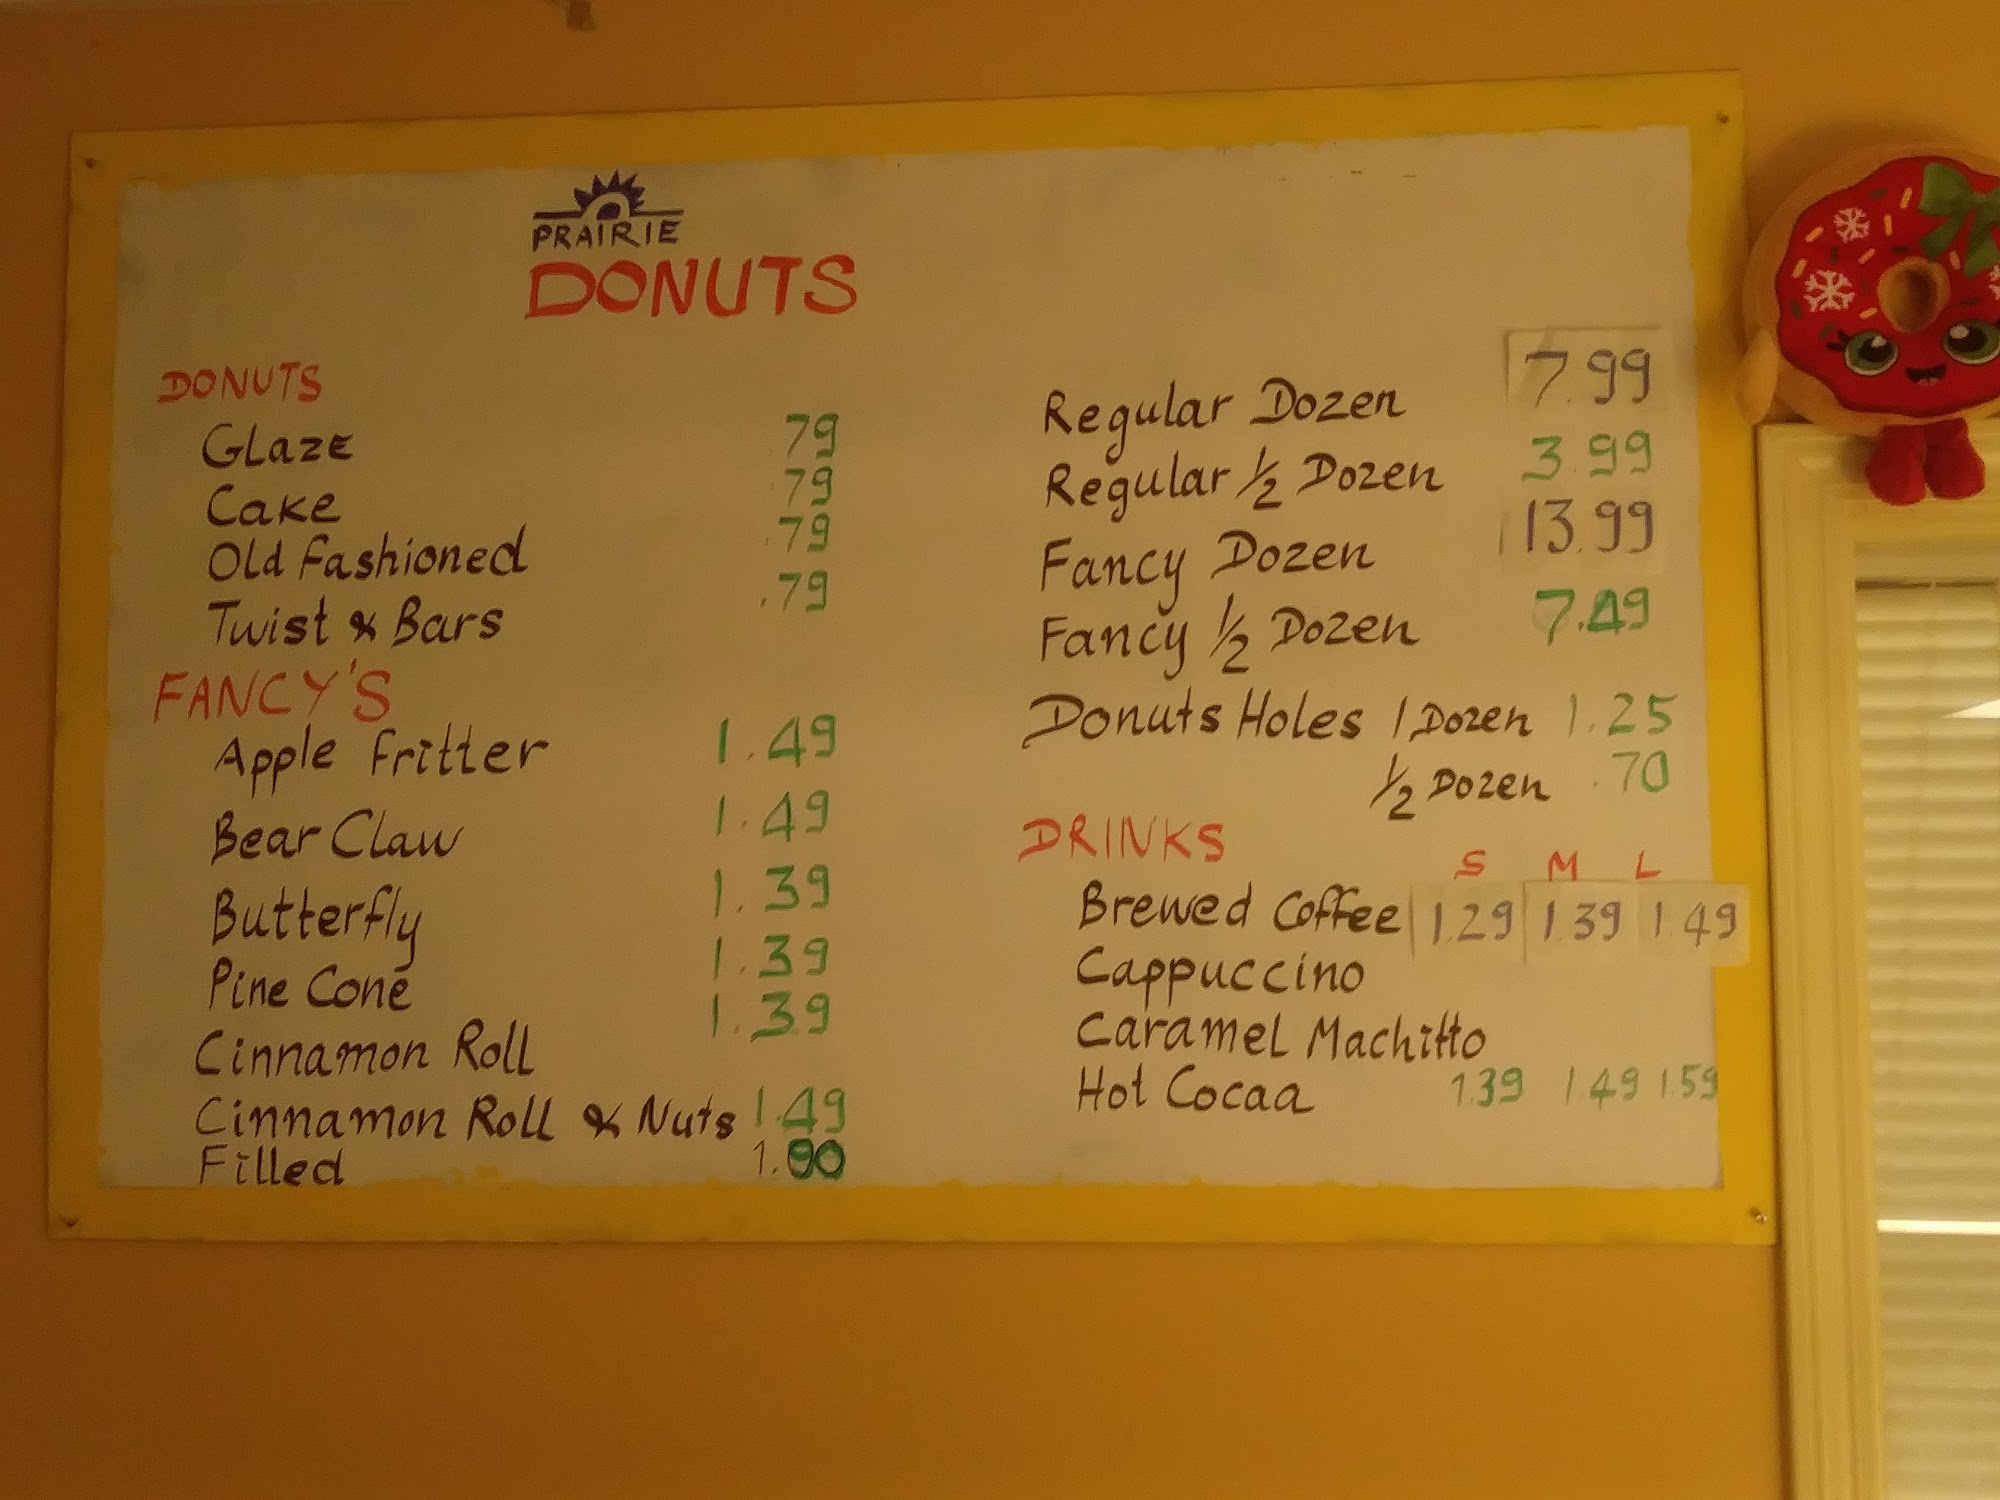 PRAIRIE
DONUTS
DONUTS
Glaze .79
Cake .79
Old Fashioned .79
Twist & Bars .79
FANCY'S
Apple Fritter 1.49
Bear Claw 1.49
Butterfly 1.39
Pine Cone 1.39
Cinnamon Roll 1.39
Cinnamon Roll & Nuts 1.49
Filled
Regular Dozen 7.99
Regular 1/2 Dozen 3.99
Fancy Dozen 13.99
Fancy 1/2 Dozen 7.49
Donuts Holes 1 Dozen 1.25
1/2 Dozen .70
DRINKS S M L
Brewed Coffee 1.29 1.39 1.49
Cappuccino
Caramel Machitto
Hot Cocaa 1.39 1.49 1.59